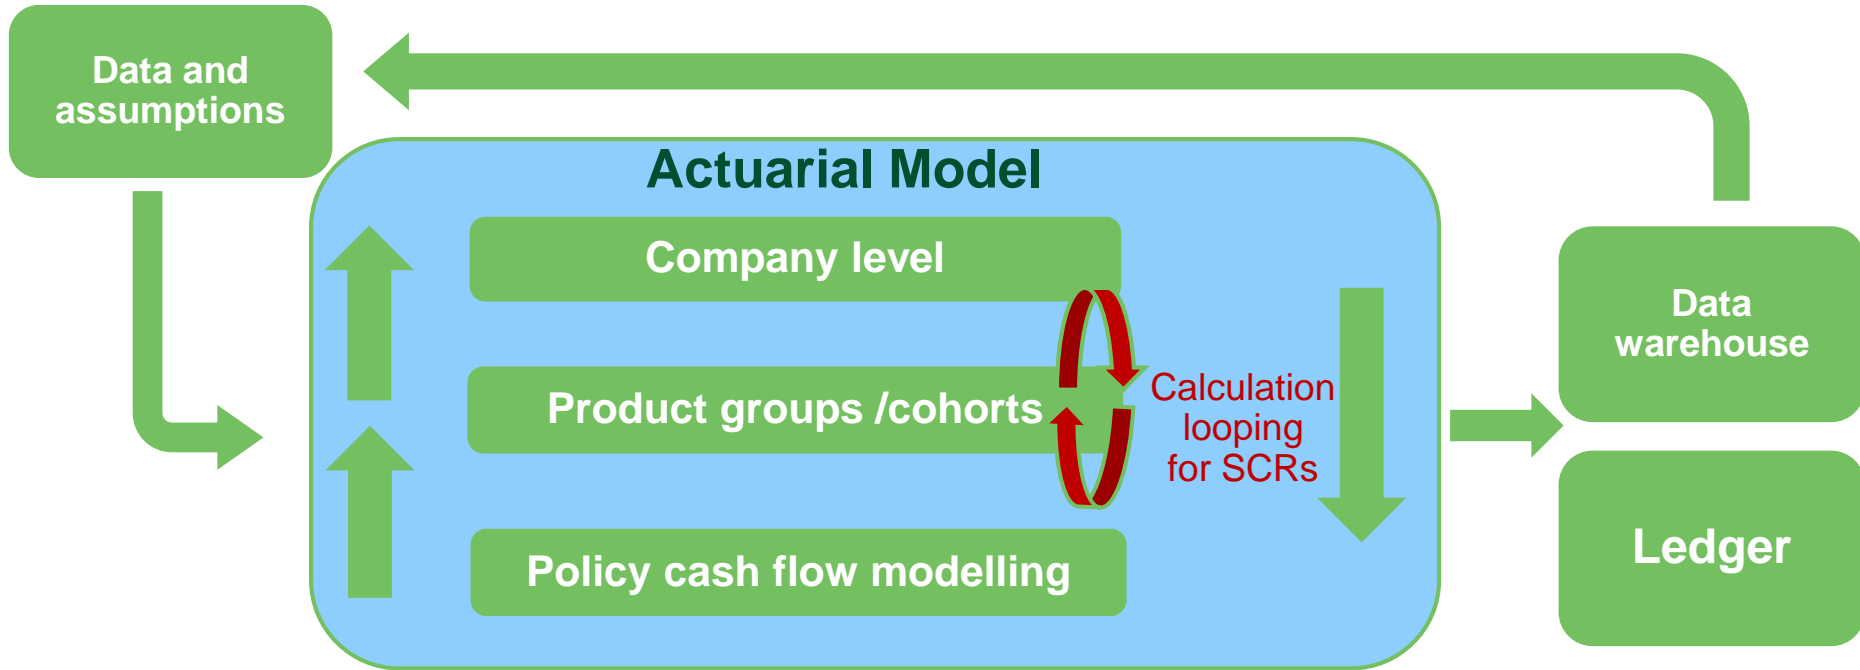 Data and
assumptions
Actuarial Model
Company level
Product groups /cohorts
Calculation
looping
for SCRs
Policy cash flow modelling
Data
warehouse
Ledger